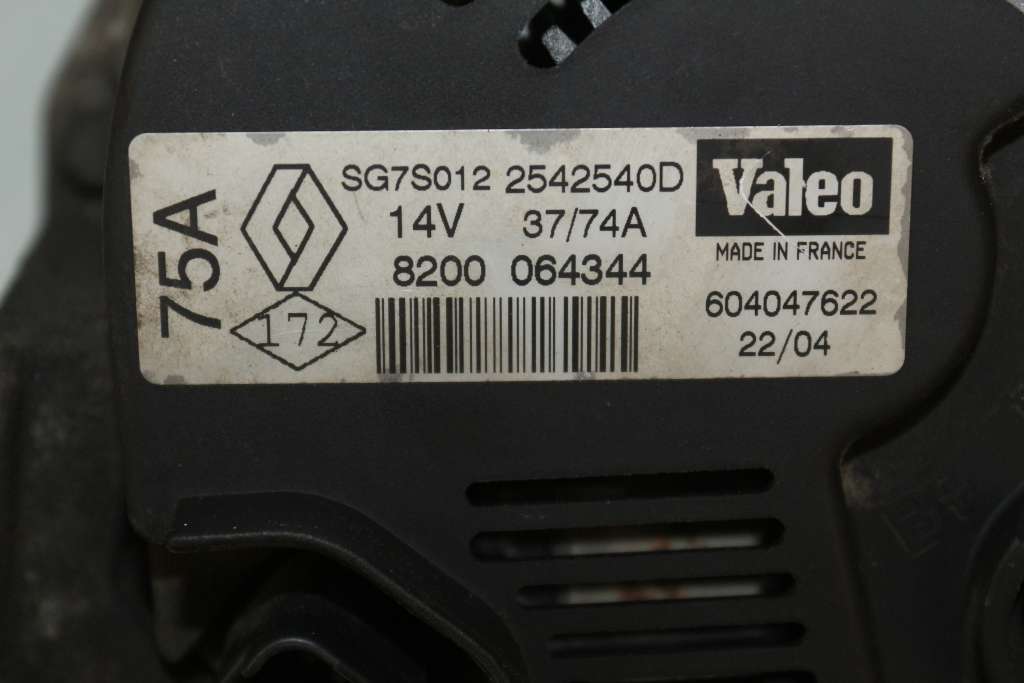 75A
SG7S012 2542540D
14V 37/74A
8200 064344
172
Valeo
MADE IN FRANCE
604047622
22/04